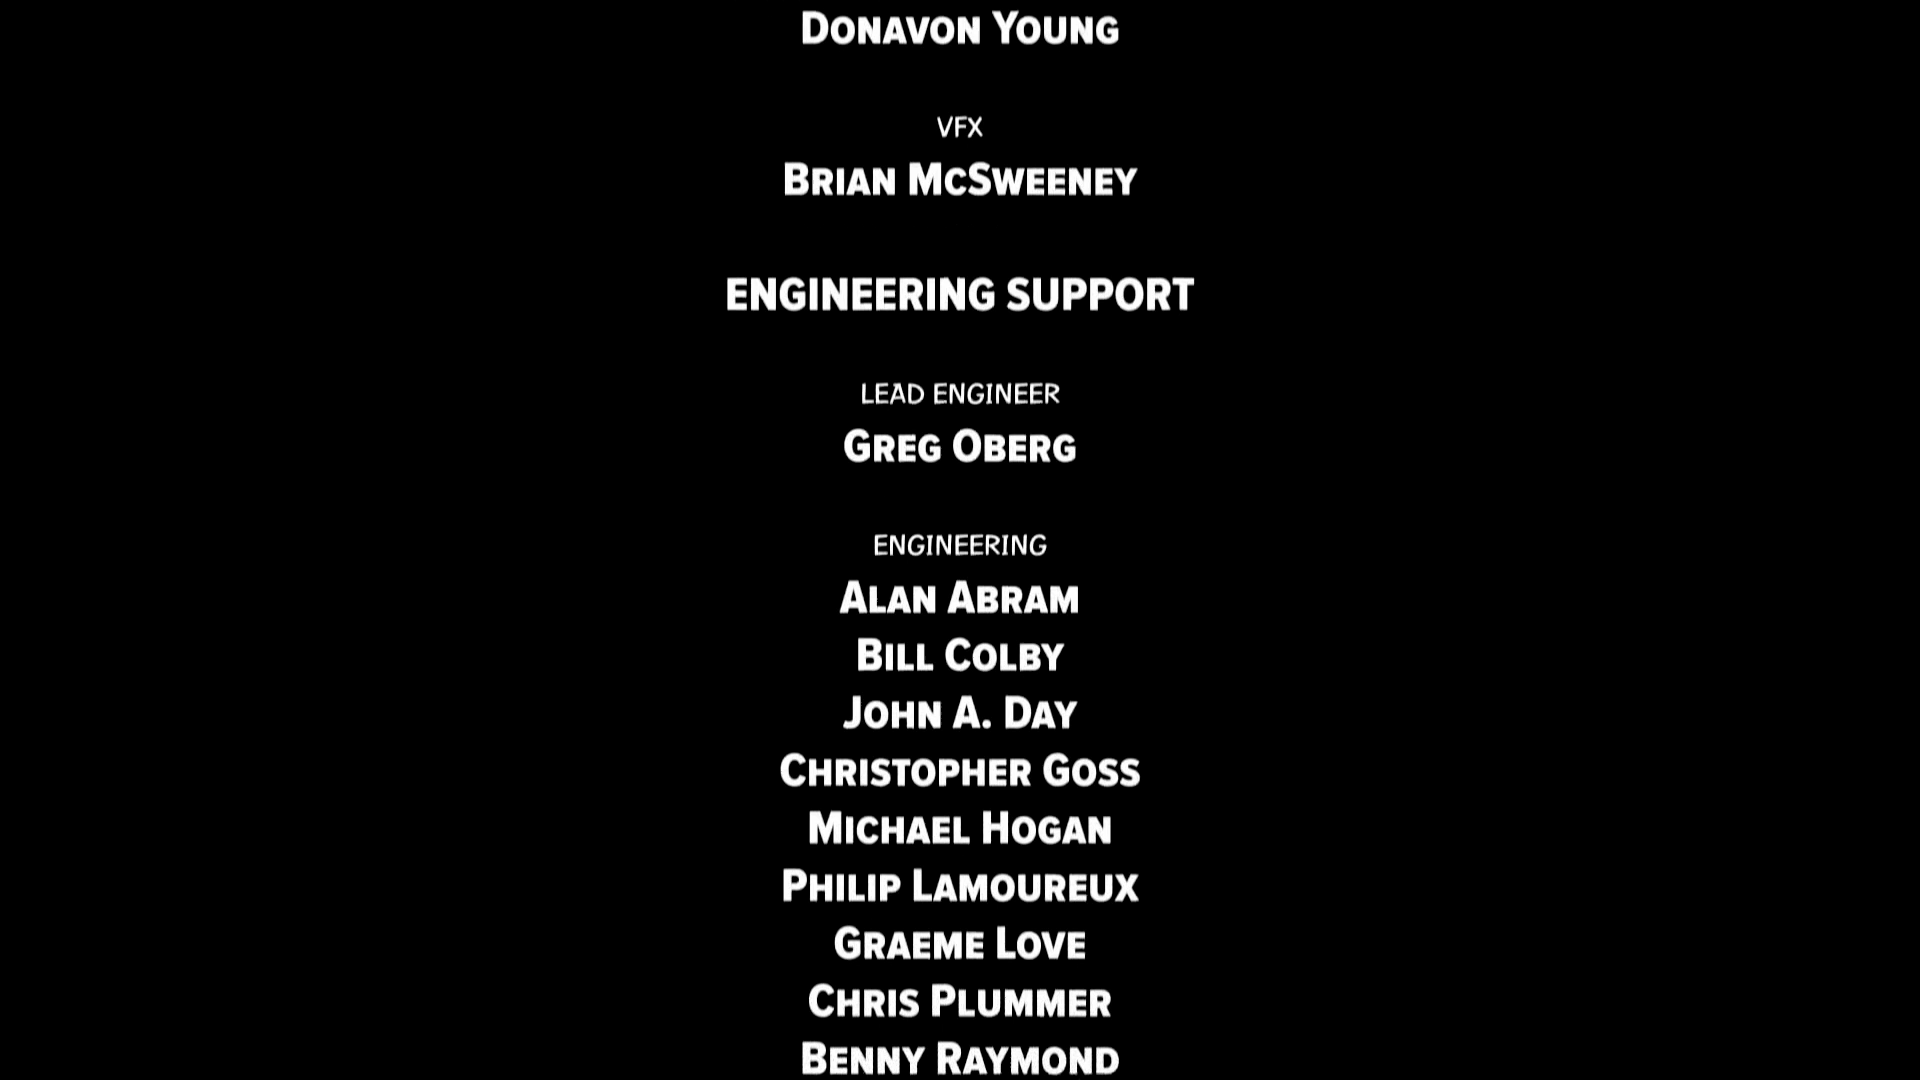 Donavon Young
VFX
Brian McSweeney
ENGINEERING SUPPORT
LEAD ENGINEER
Greg Oberg
ENGINEERING
Alan Abram
Bill Colby
John A. Day
Christopher Goss
Michael Hogan
Philip Lamoureux
Graeme Love
Chris Plummer
Benny Raymond